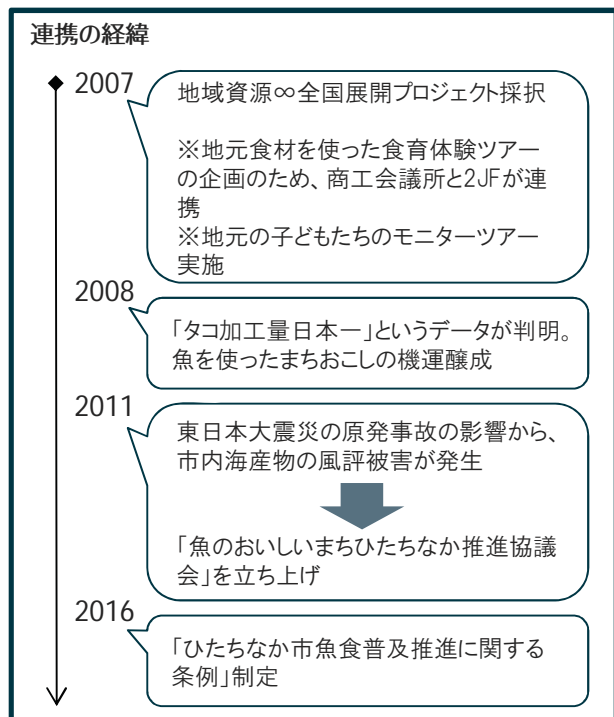 連携の経緯
2007
地域資源∞全国展開プロジェクト採択
※地元食材を使った食育体験ツアー
の企画のため、商工会議所と2JFが連
携
※地元の子どもたちのモニターツアー
実施
2008
「タコ加工量日本一」というデータが判明。
魚を使ったまちおこしの機運醸成
2011
東日本大震災の原発事故の影響から、
市内海産物の風評被害が発生
「魚のおいしいまちひたちなか推進協議
会」を立ち上げ
2016
「ひたちなか市魚食普及推進に関する
条例」制定